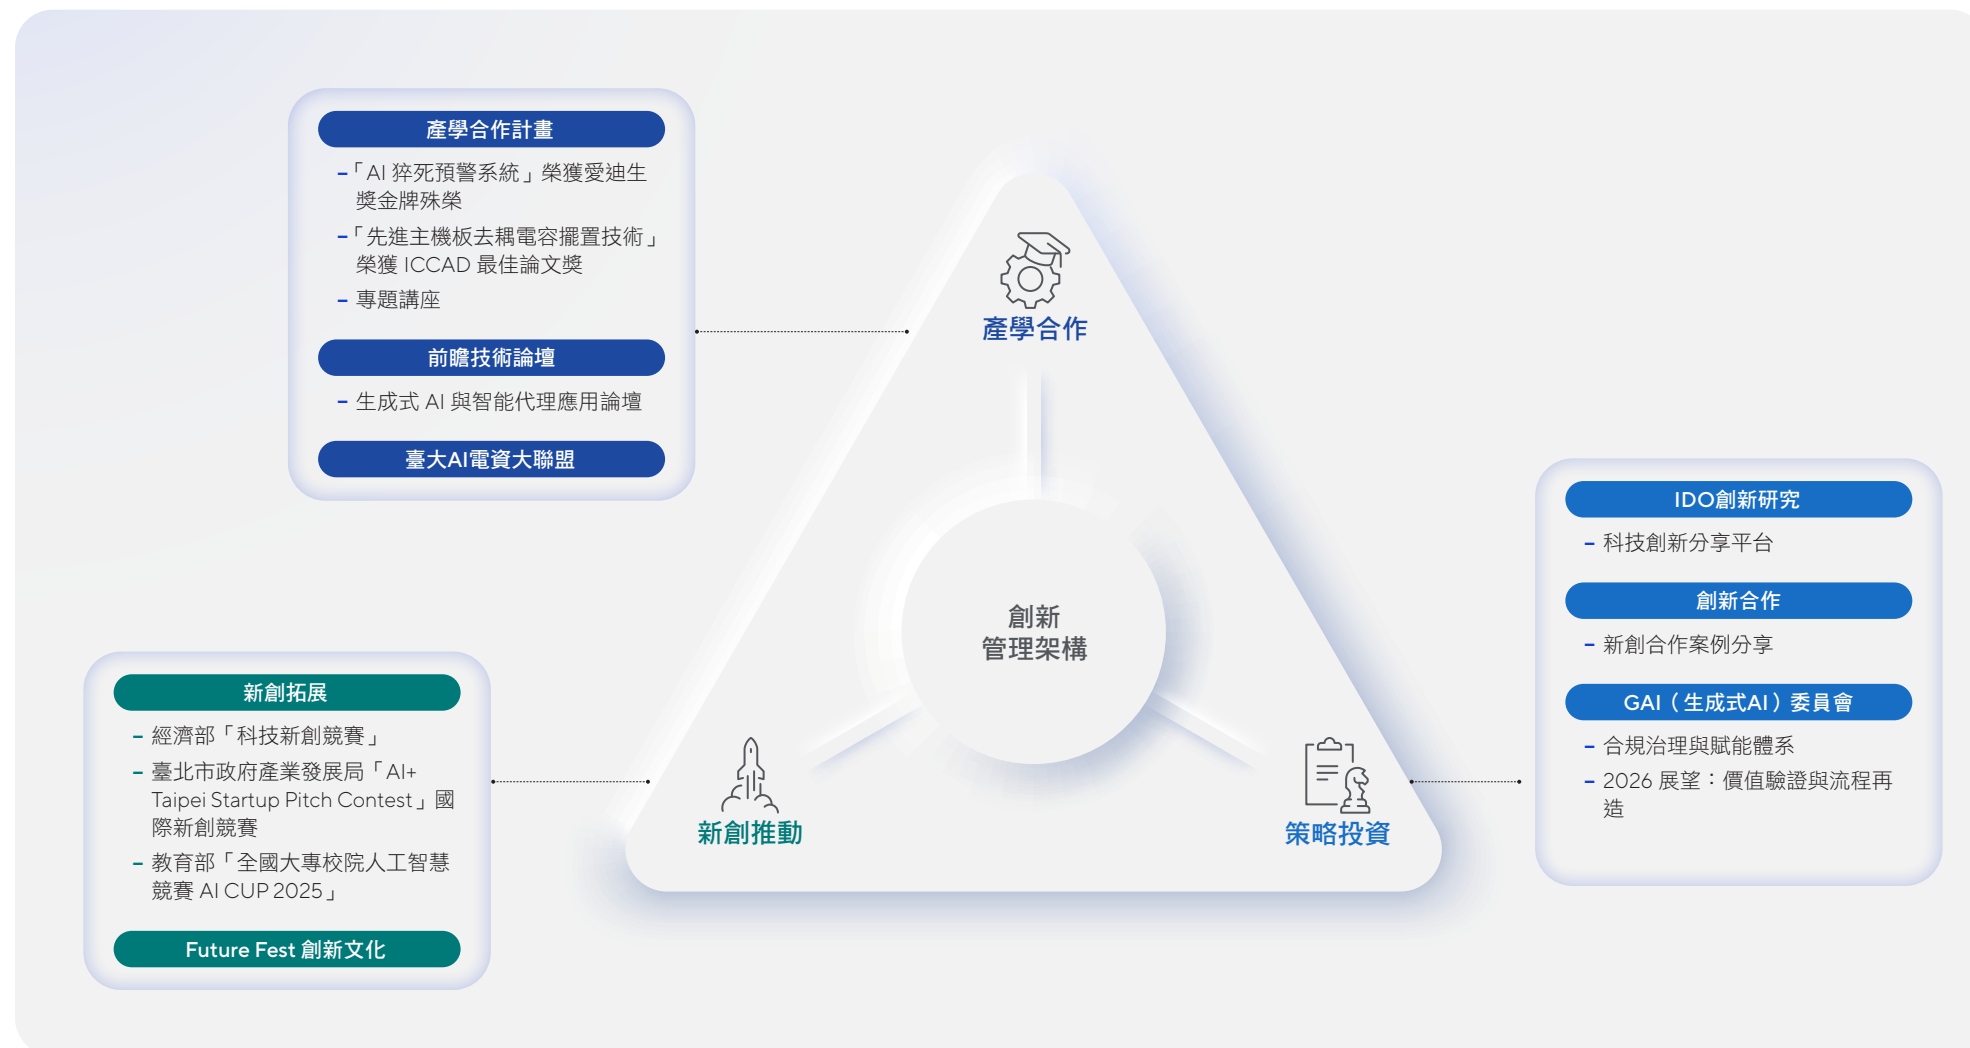 產學合作計畫
–「AI 猝死預警系統」榮獲愛迪生
獎金牌殊榮
–「先進主機板去耦電容擺置技術」
榮獲 ICCAD 最佳論文獎
– 專題講座
前瞻技術論壇
– 生成式 AI 與智能代理應用論壇
臺大AI電資大聯盟
產學合作
創新
管理架構
新創推動
策略投資
新創拓展
– 經濟部「科技新創競賽」
– 臺北市政府產業發展局「AI+
Taipei Startup Pitch Contest」國
際新創競賽
– 教育部「全國大專校院人工智慧
競賽 AI CUP 2025」
Future Fest 創新文化
IDO創新研究
– 科技創新分享平台
創新合作
– 新創合作案例分享
GAI（生成式AI）委員會
– 合規治理與賦能體系
– 2026 展望：價值驗證與流程再
造